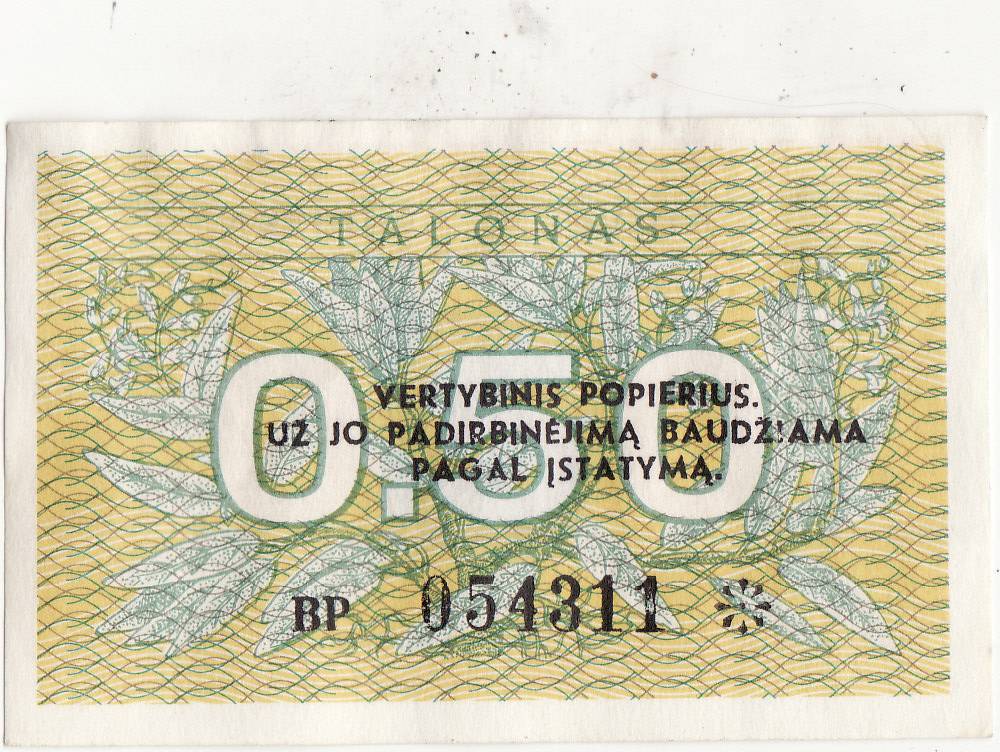 TALONAS
0.50
VERTYBINIS POPIERIUS.
UŽ JO PADIRBINĖJIMĄ BAUDŽIAMA
PAGAL ĮSTATYMĄ.
BP 054311